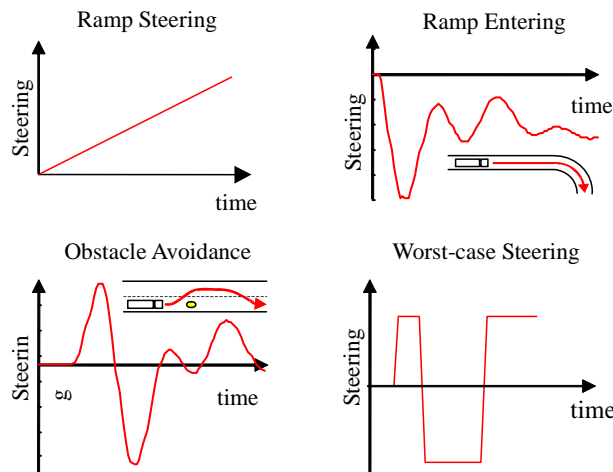 Ramp Steering
Steering
time
Ramp Entering
Steering
time
Obstacle Avoidance
Steerin
g
time
Worst-case Steering
Steering
time